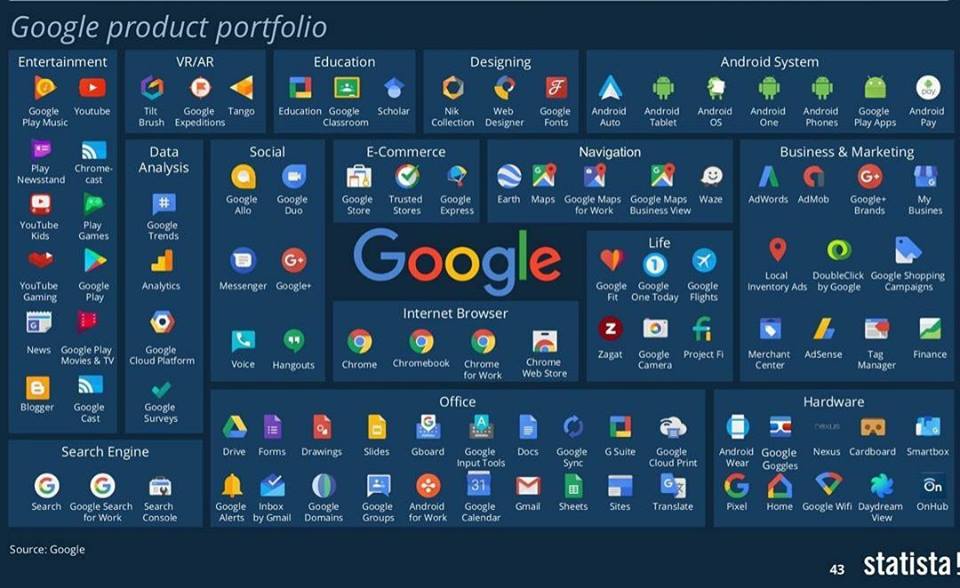 Google product portfolio
Entertainment
Google Play Music
Youtube
Play Newsstand
Chrome-cast
YouTube Kids
Play Games
YouTube Gaming
Google Play
News
Google Play Movies & TV
Blogger
Google Cast
VR/AR
Tilt Brush
Google Expeditions
Tango
Education
Education
Google Classroom
Scholar
Designing
Nik Collection
Web Designer
Google Fonts
Android System
Android Auto
Android Tablet
Android OS
Android One
Android Phones
Google Play Apps
pay
Android Pay
Data Analysis
Google Trends
Analytics
Google Cloud Platform
Google Surveys
Social
Google Allo
Google Duo
Messenger
G+
Google+
Voice
Hangouts
E-Commerce
Google Store
Trusted Stores
Google Express
Navigation
Earth
Maps
Google Maps for Work
Google Maps Business View
Waze
Business & Marketing
AdWords
AdMob
G+
Google+ Brands
My Busines
Local Inventory Ads
DoubleClick by Google
Google Shopping Campaigns
Merchant Center
AdSense
Tag Manager
Finance
Google
Life
Google Fit
1
Google One Today
Google Flights
Z
Zagat
Google Camera
fi
Project Fi
Internet Browser
Chrome
Chromebook
Chrome for Work
Chrome Web Store
Search Engine
G
Search
G
Google Search for Work
Search Console
Office
Drive
Forms
Drawings
Slides
Gboard
Google Input Tools
Docs
Google Sync
G Suite
Google Cloud Print
Google Alerts
Inbox by Gmail
Google Domains
Google Groups
Android for Work
31
Google Calendar
Gmail
Sheets
Sites
Translate
Hardware
Android Wear
Google Goggles
nexus
Nexus
Cardboard
Smartbox
G
Pixel
Home
Google Wifi
Daydream View
On
OnHub
Source: Google
43
statista